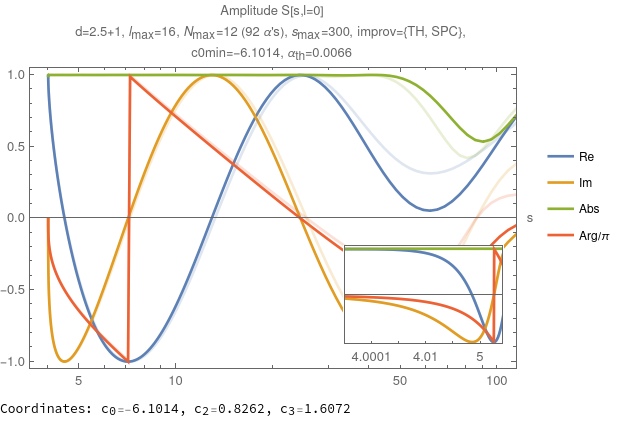 Amplitude S[s,l=0]
d=2.5+1, lmax=16, Nmax=12 (92 α's), smax=300, improv={TH, SPC},
c0min=−6.1014, αth=0.0066
1.0
0.5
0.0
−0.5
−1.0
s
Re
Im
Abs
Arg/π
4.0001 4.01 5
5 10 50 100
Coordinates: c0=-6.1014, c2=0.8262, c3=1.6072